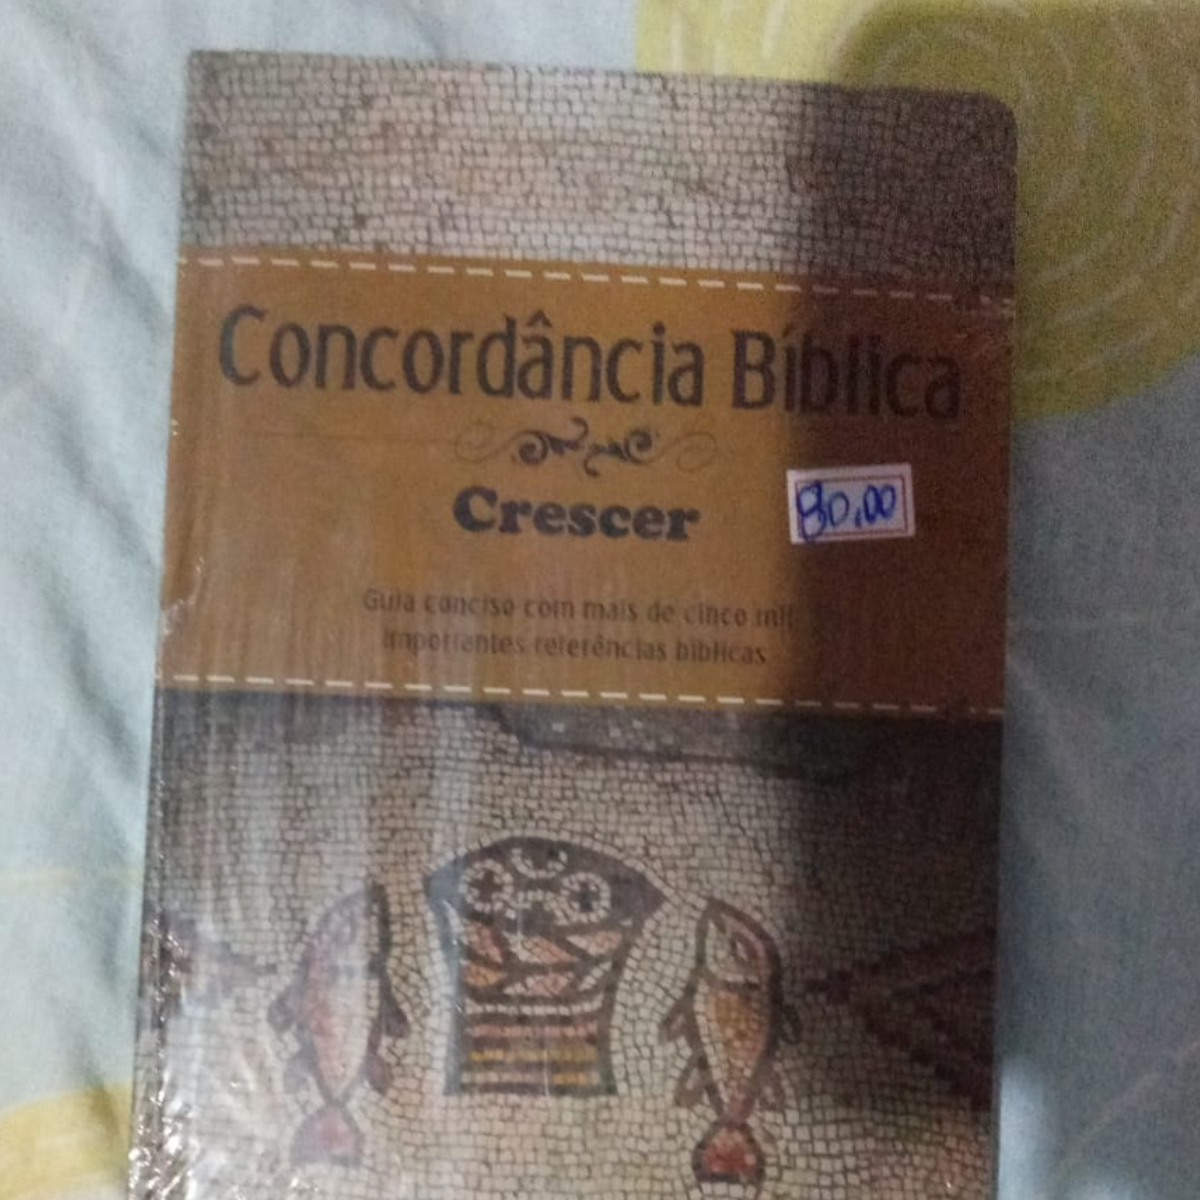 Concordância Bíblica
Crescer
80,00
Guia conciso com mais de cinco mil
importantes referências bíblicas